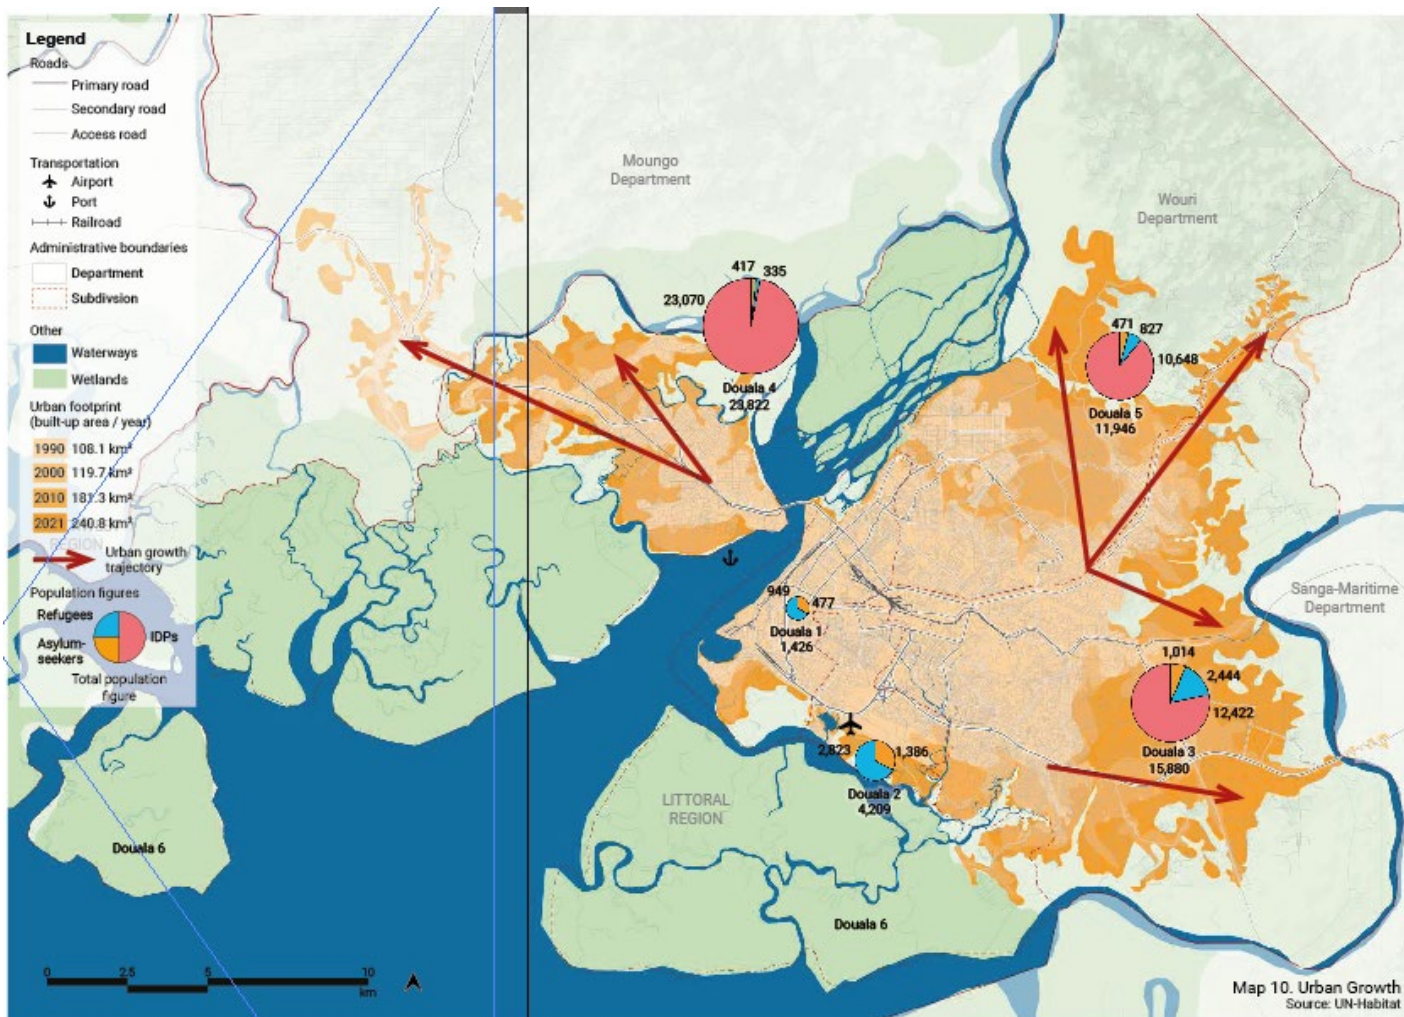 Legend
Roads
Primary road
Secondary road
Access road
Transportation
Airport
Port
Railroad
Administrative boundaries
Department
Subdivsion
Other
Waterways
Wetlands
Urban footprint
(built-up area / year)
1990 108.1 km²
2000 119.7 km²
2010 181.3 km²
2021 240.8 km²
REGION
Urban growth
trajectory
Population figures
Refugees
IDPs
Asylum-
seekers
Total population
figure
Moungo
Department
Wouri
Department
417 335
23,070
Douala 4
23,822
471 827
10,648
Douala 5
11,946
Sanga-Maritime
Department
949 477
Douala 1
1,426
1,014
2,444
12,422
Douala 3
15,880
2,823 1,386
Douala 2
4,209
LITTORAL
REGION
Douala 6
Douala 6
0 2.5 5 10
km
Map 10. Urban Growth
Source: UN-Habitat